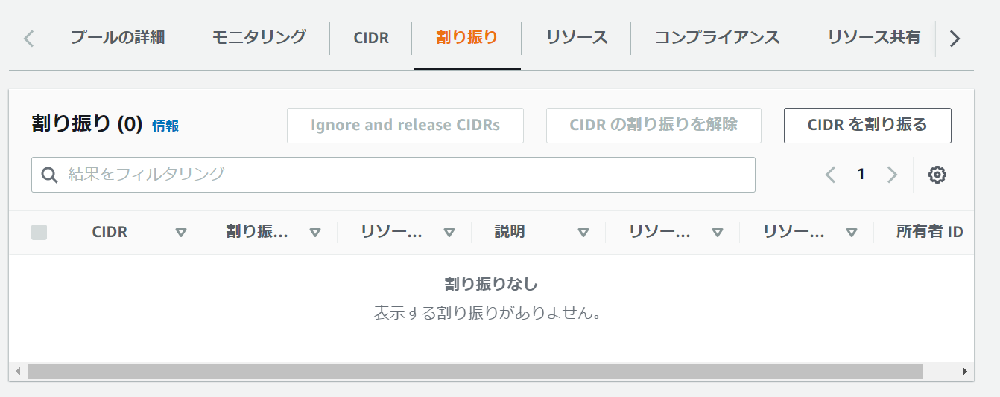 プールの詳細 モニタリング CIDR 割り振り リソース コンプライアンス リソース共有
割り振り (0) 情報 Ignore and release CIDRs CIDR の割り振りを解除 CIDR を割り振る
結果をフィルタリング 1
CIDR 割り振... リソー... 説明 リソー... リソー... 所有者 ID
割り振りなし
表示する割り振りがありません。